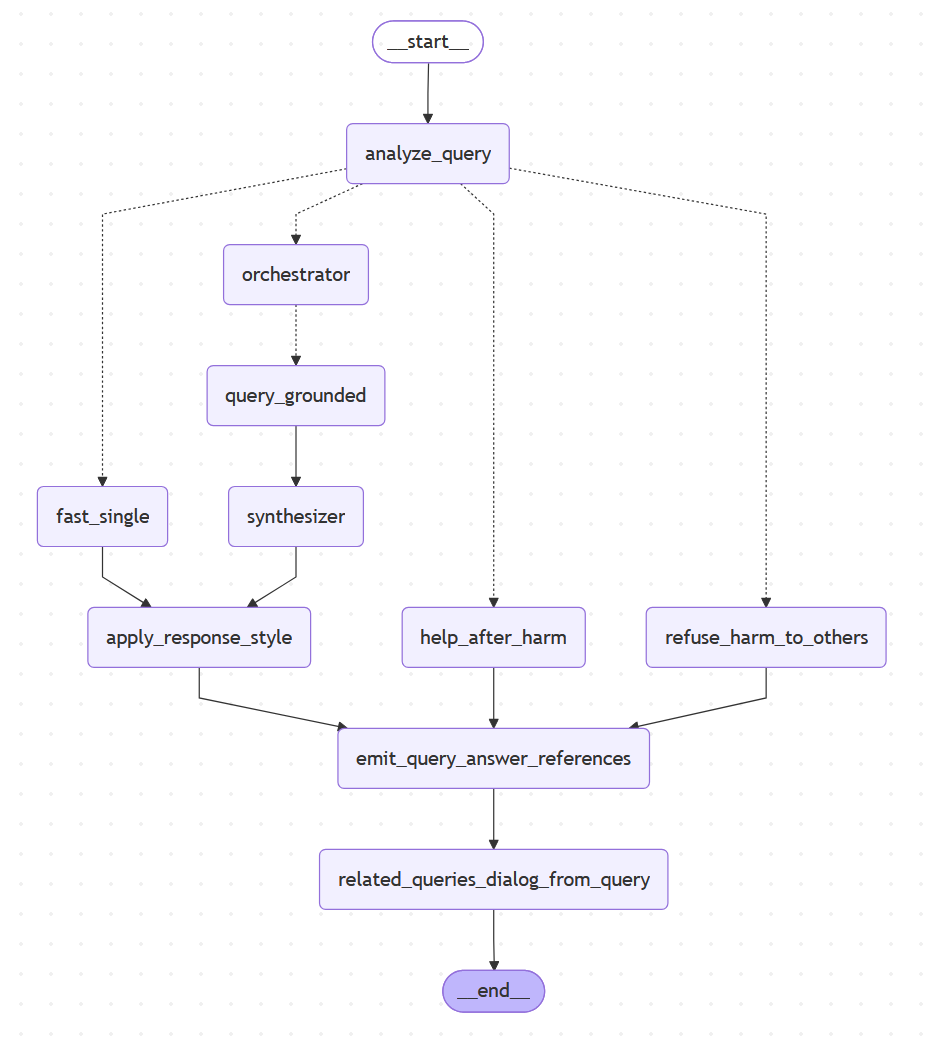 __start__
analyze_query
orchestrator
query_grounded
fast_single
synthesizer
apply_response_style
help_after_harm
refuse_harm_to_others
emit_query_answer_references
related_queries_dialog_from_query
__end__